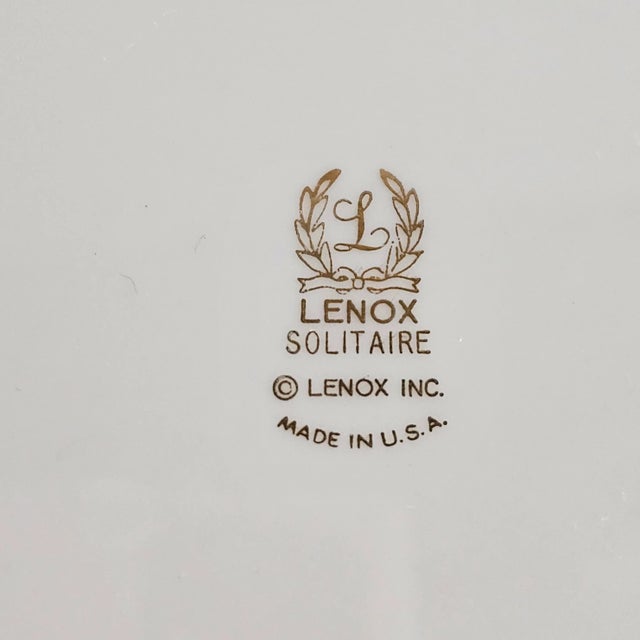 L
LENOX
SOLITAIRE
© LENOX INC.
MADE IN U.S.A.